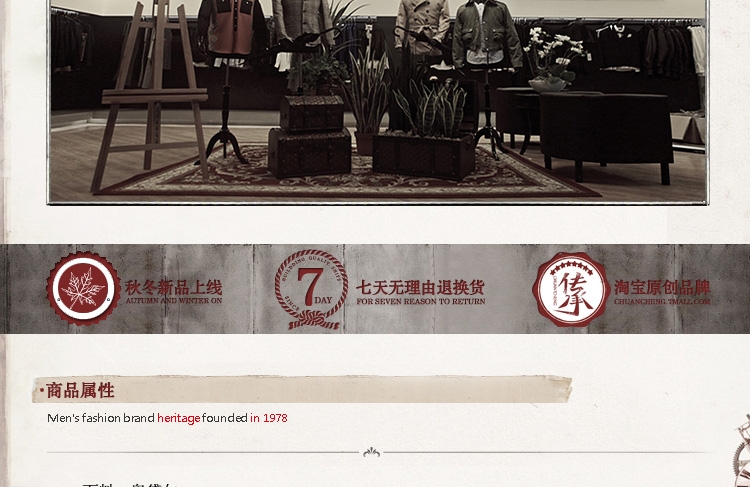 秋冬新品上线
AUTUMN AND WINTER ON
7
DAY
七天无理由退换货
FOR SEVEN REASON TO RETURN
传承
淘宝原创品牌
CHUANCHENG.TMALL.COM
·商品属性
Men's fashion brand heritage founded in 1978